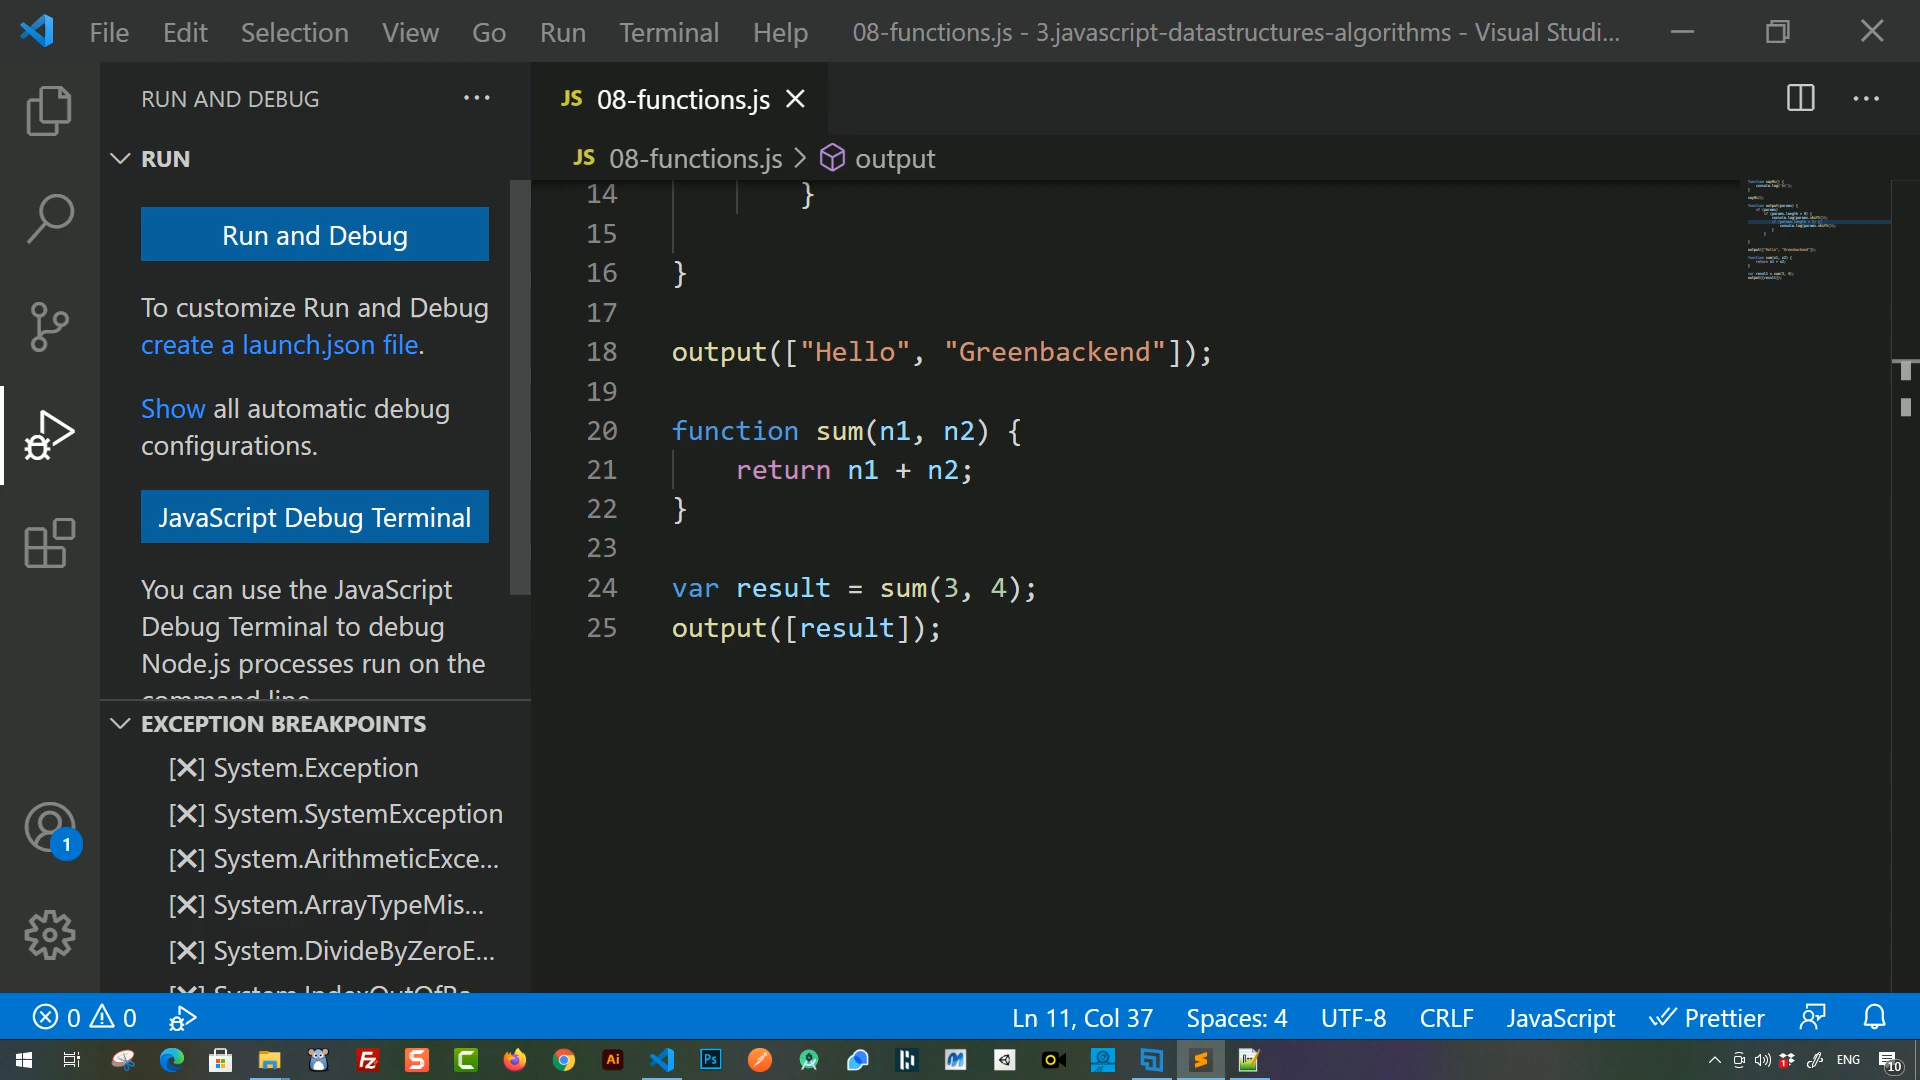 File Edit Selection View Go Run Terminal Help 08-functions.js - 3.javascript-datastructures-algorithms - Visual Studi...
RUN AND DEBUG
JS 08-functions.js
RUN
JS 08-functions.js > output
Run and Debug
To customize Run and Debug
create a launch.json file.
Show all automatic debug
configurations.
JavaScript Debug Terminal
You can use the JavaScript
Debug Terminal to debug
Node.js processes run on the
command line
EXCEPTION BREAKPOINTS
System.Exception
System.SystemException
System.ArithmeticExce...
System.ArrayTypeMis...
System.DivideByZeroE...
System.IndexOutOfRa...
14 }
15
16 }
17
18 output(["Hello", "Greenbackend"]);
19
20 function sum(n1, n2) {
21 return n1 + n2;
22 }
23
24 var result = sum(3, 4);
25 output([result]);
1
0 0
Ln 11, Col 37 Spaces: 4 UTF-8 CRLF JavaScript Prettier
ENG 10